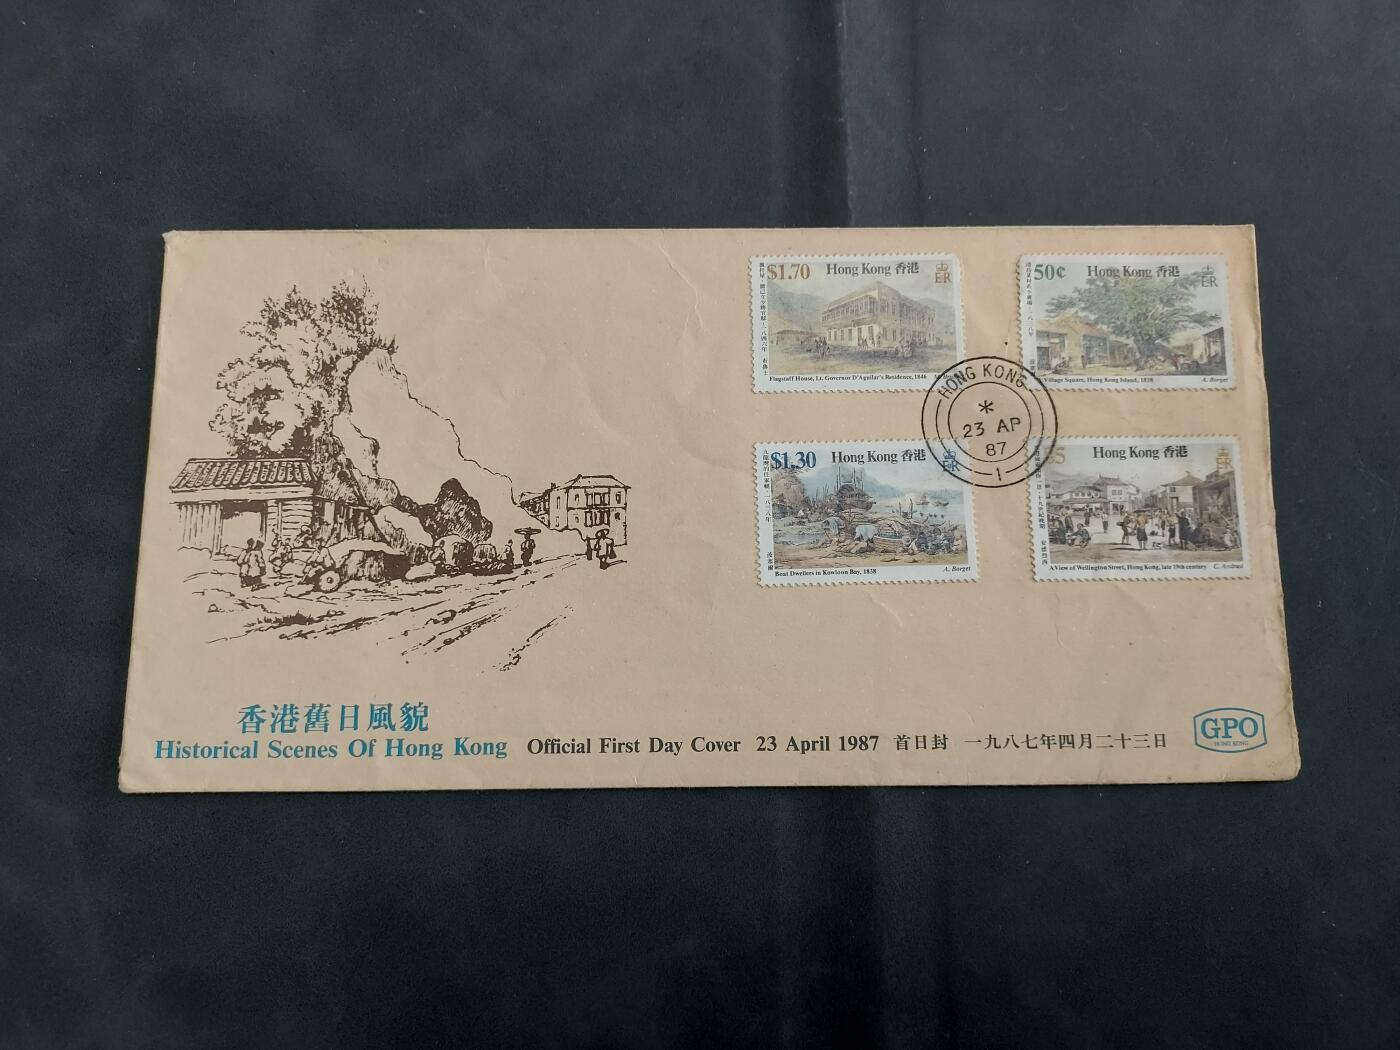 $1.70 Hong Kong 香港
ER
Flagstaff House, Lt. Governor D'Aguilar's Residence, 1846
50¢ Hong Kong 香港
ER
Village Square, Hong Kong Island, 1838 A. Borget
HONG KONG
*
23 AP
87
1
$1.30 Hong Kong 香港
ER
Boat Dwellers in Kowloon Bay, 1838 A. Borget
$5 Hong Kong 香港
ER
A View of Wellington Street, Hong Kong, late 19th century C. Andrasi
香港舊日風貌
Historical Scenes Of Hong Kong Official First Day Cover 23 April 1987 首日封 一九八七年四月二十三日
GPO
HONG KONG